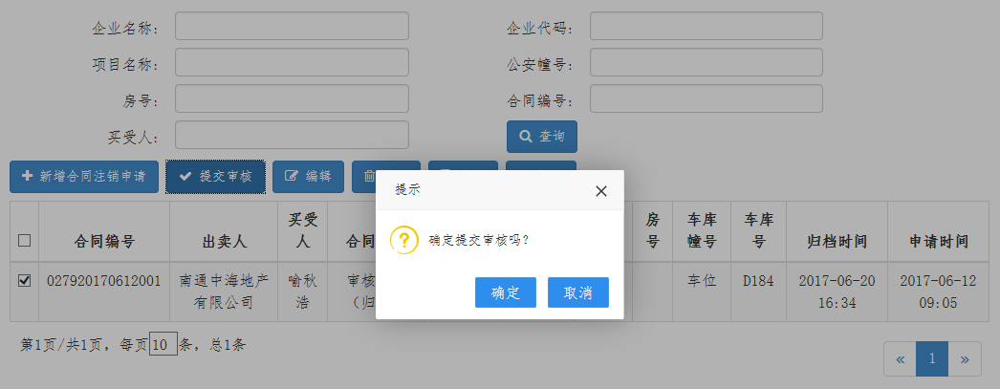 企业名称:
企业代码:
项目名称:
公安幢号:
房号:
合同编号:
买受人:
查询
新增合同注销申请
提交审核
编辑
提示
确定提交审核吗?
确定
取消
合同编号
出卖人
买受
人
合同
房
号
车库
幢号
车库
号
归档时间
申请时间
027920170612001
南通中海地产
有限公司
喻秋
浩
审核
(归
车位
D184
2017-06-20
16:34
2017-06-12
09:05
第1页/共1页, 每页10条, 总1条
«
1
»